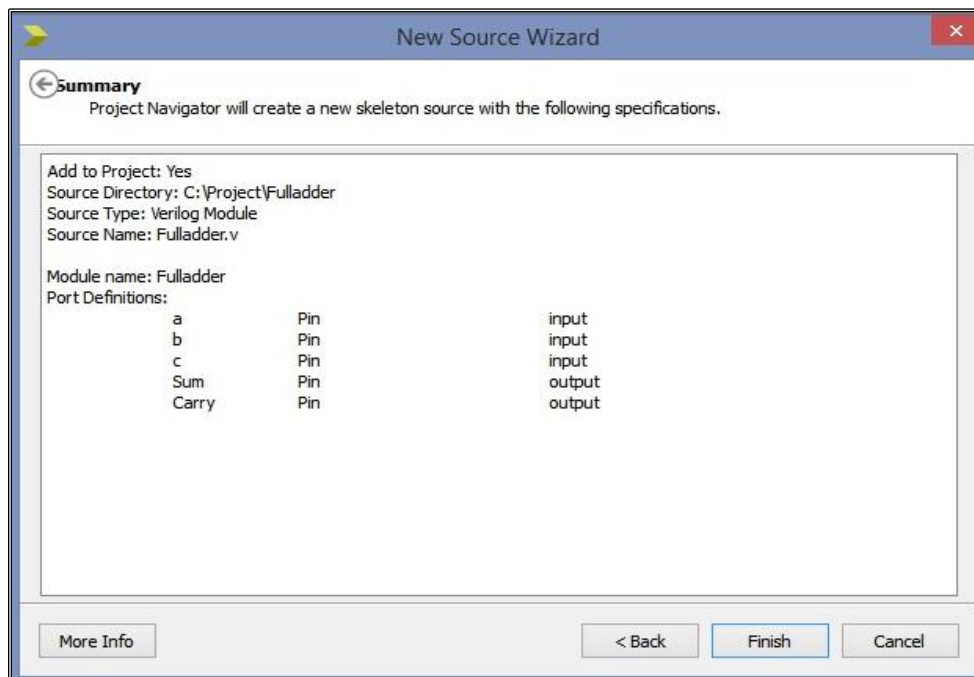 New Source Wizard
Summary
Project Navigator will create a new skeleton source with the following specifications.
Add to Project: Yes
Source Directory: C:\Project\Fulladder
Source Type: Verilog Module
Source Name: Fulladder.v
Module name: Fulladder
Port Definitions:
a Pin input
b Pin input
c Pin input
Sum Pin output
Carry Pin output
More Info < Back Finish Cancel